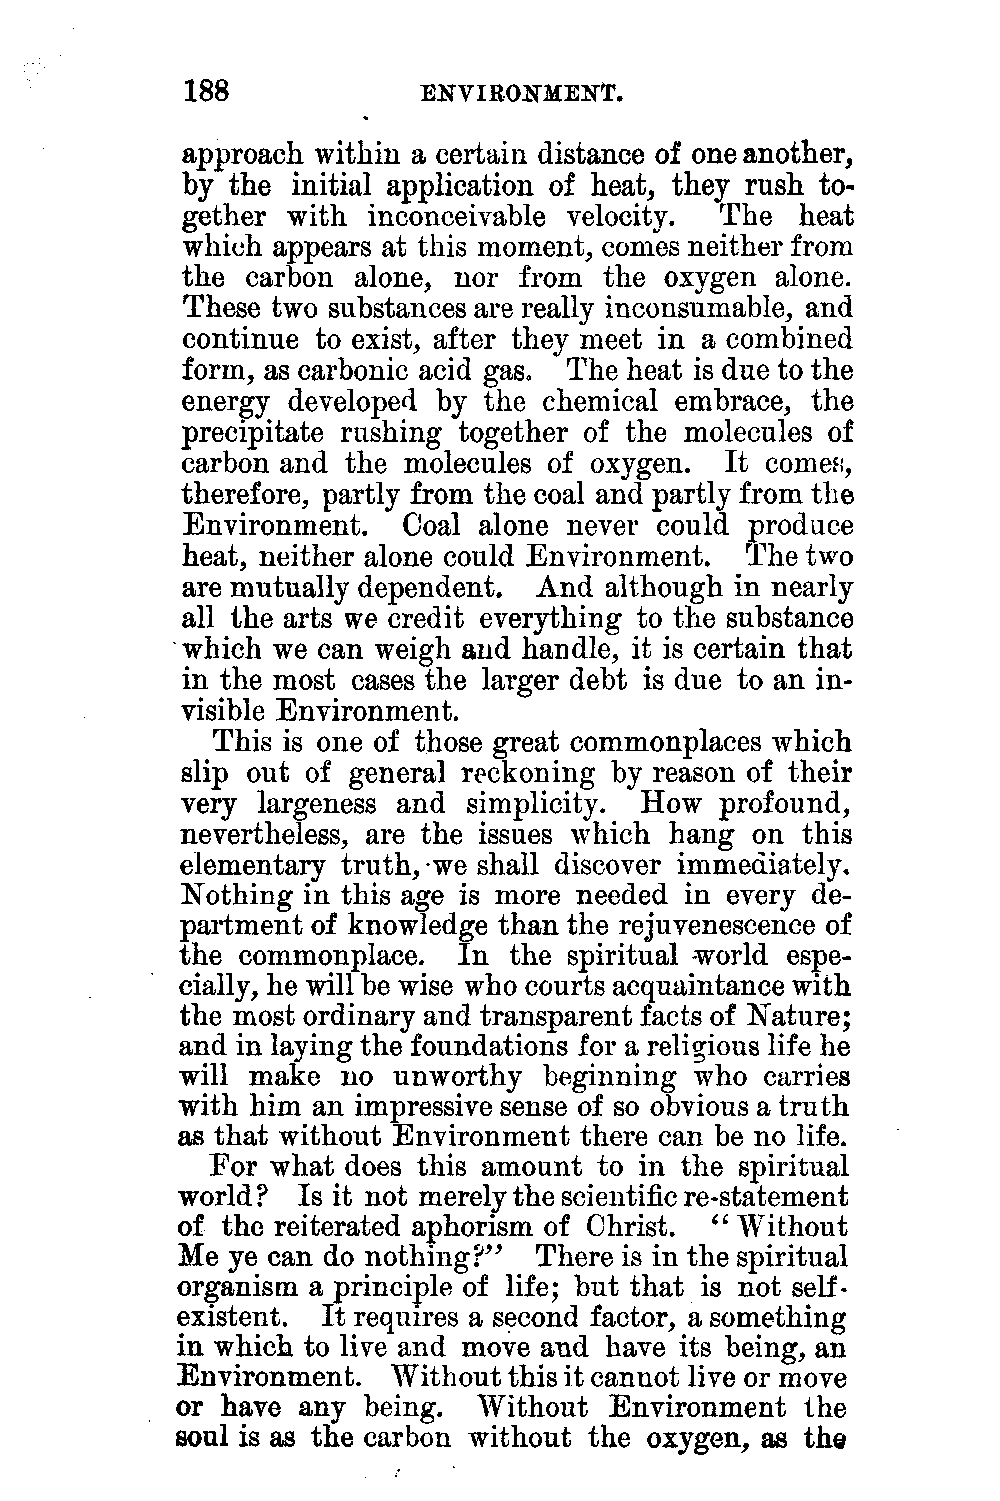 188 ENVIRONMENT.
approach within a certain distance of one another,
by the initial application of heat, they rush to-
gether with inconceivable velocity. The heat
which appears at this moment, comes neither from
the carbon alone, nor from the oxygen alone.
These two substances are really inconsumable, and
continue to exist, after they meet in a combined
form, as carbonic acid gas. The heat is due to the
energy developed by the chemical embrace, the
precipitate rushing together of the molecules of
carbon and the molecules of oxygen. It comes,
therefore, partly from the coal and partly from the
Environment. Coal alone never could produce
heat, neither alone could Environment. The two
are mutually dependent. And although in nearly
all the arts we credit everything to the substance
which we can weigh and handle, it is certain that
in the most cases the larger debt is due to an in-
visible Environment.
This is one of those great commonplaces which
slip out of general reckoning by reason of their
very largeness and simplicity. How profound,
nevertheless, are the issues which hang on this
elementary truth, we shall discover immediately.
Nothing in this age is more needed in every de-
partment of knowledge than the rejuvenescence of
the commonplace. In the spiritual world espe-
cially, he will be wise who courts acquaintance with
the most ordinary and transparent facts of Nature;
and in laying the foundations for a religious life he
will make no unworthy beginning who carries
with him an impressive sense of so obvious a truth
as that without Environment there can be no life.
For what does this amount to in the spiritual
world? Is it not merely the scientific re-statement
of the reiterated aphorism of Christ. “Without
Me ye can do nothing?” There is in the spiritual
organism a principle of life; but that is not self-
existent. It requires a second factor, a something
in which to live and move and have its being, an
Environment. Without this it cannot live or move
or have any being. Without Environment the
soul is as the carbon without the oxygen, as the